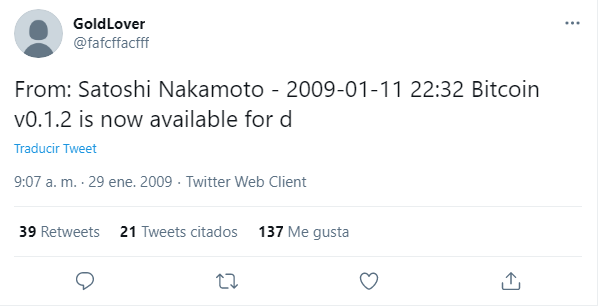 GoldLover
@fafcffacfff
From: Satoshi Nakamoto - 2009-01-11 22:32 Bitcoin
v0.1.2 is now available for d
Traducir Tweet
9:07 a. m. · 29 ene. 2009 · Twitter Web Client
39 Retweets 21 Tweets citados 137 Me gusta